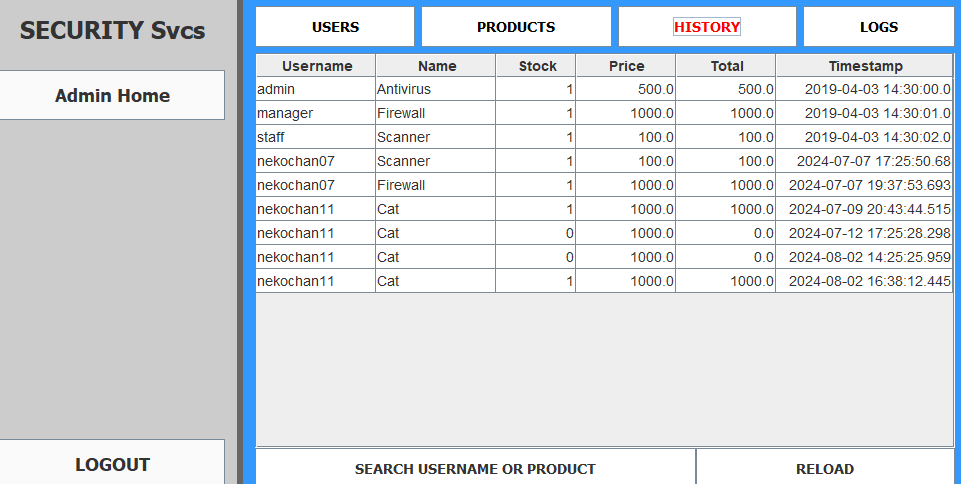 SECURITY Svcs
Admin Home
LOGOUT
USERS PRODUCTS HISTORY LOGS
Username Name Stock Price Total Timestamp
admin Antivirus 1 500.0 500.0 2019-04-03 14:30:00.0
manager Firewall 1 1000.0 1000.0 2019-04-03 14:30:01.0
staff Scanner 1 100.0 100.0 2019-04-03 14:30:02.0
nekochan07 Scanner 1 100.0 100.0 2024-07-07 17:25:50.68
nekochan07 Firewall 1 1000.0 1000.0 2024-07-07 19:37:53.693
nekochan11 Cat 1 1000.0 1000.0 2024-07-09 20:43:44.515
nekochan11 Cat 0 1000.0 0.0 2024-07-12 17:25:28.298
nekochan11 Cat 0 1000.0 0.0 2024-08-02 14:25:25.959
nekochan11 Cat 1 1000.0 1000.0 2024-08-02 16:38:12.445
SEARCH USERNAME OR PRODUCT RELOAD